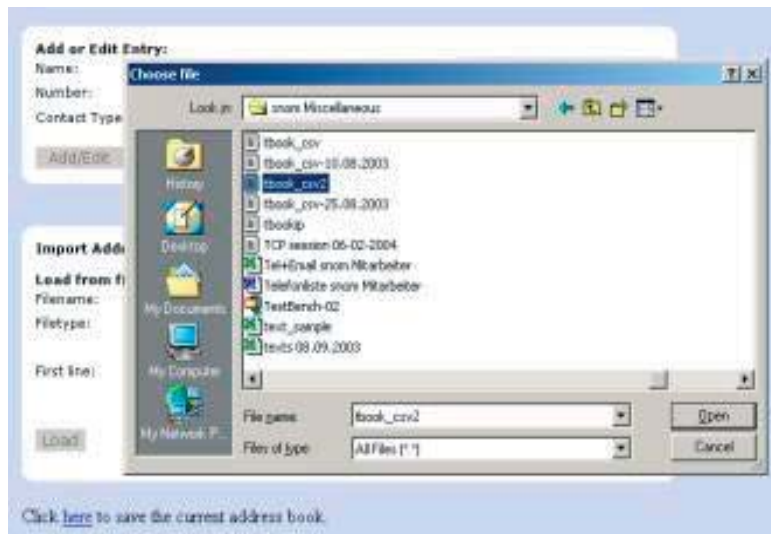 Add or Edit Entry:
Name:
Number:
Contact Type
Add/Edit
Import Addr
Load from fi
Filename:
Filetype:
First line:
Load
Click here to save the current address book.
Choose file
Look in:
snom Miscellaneous
History
Desktop
My Documents
My Computer
My Network P...
tbook_csv
tbook_csv-10.08.2003
tbook_csv2
tbook_csv-25.08.2003
tbookip
TCP session 06-02-2004
Tel+Email snom Mitarbeiter
Telefonliste snom Mitarbeiter
TestBench-02
text_sample
texts 08.09.2003
File name:
tbook_csv2
Open
Files of type:
All Files (*.*)
Cancel